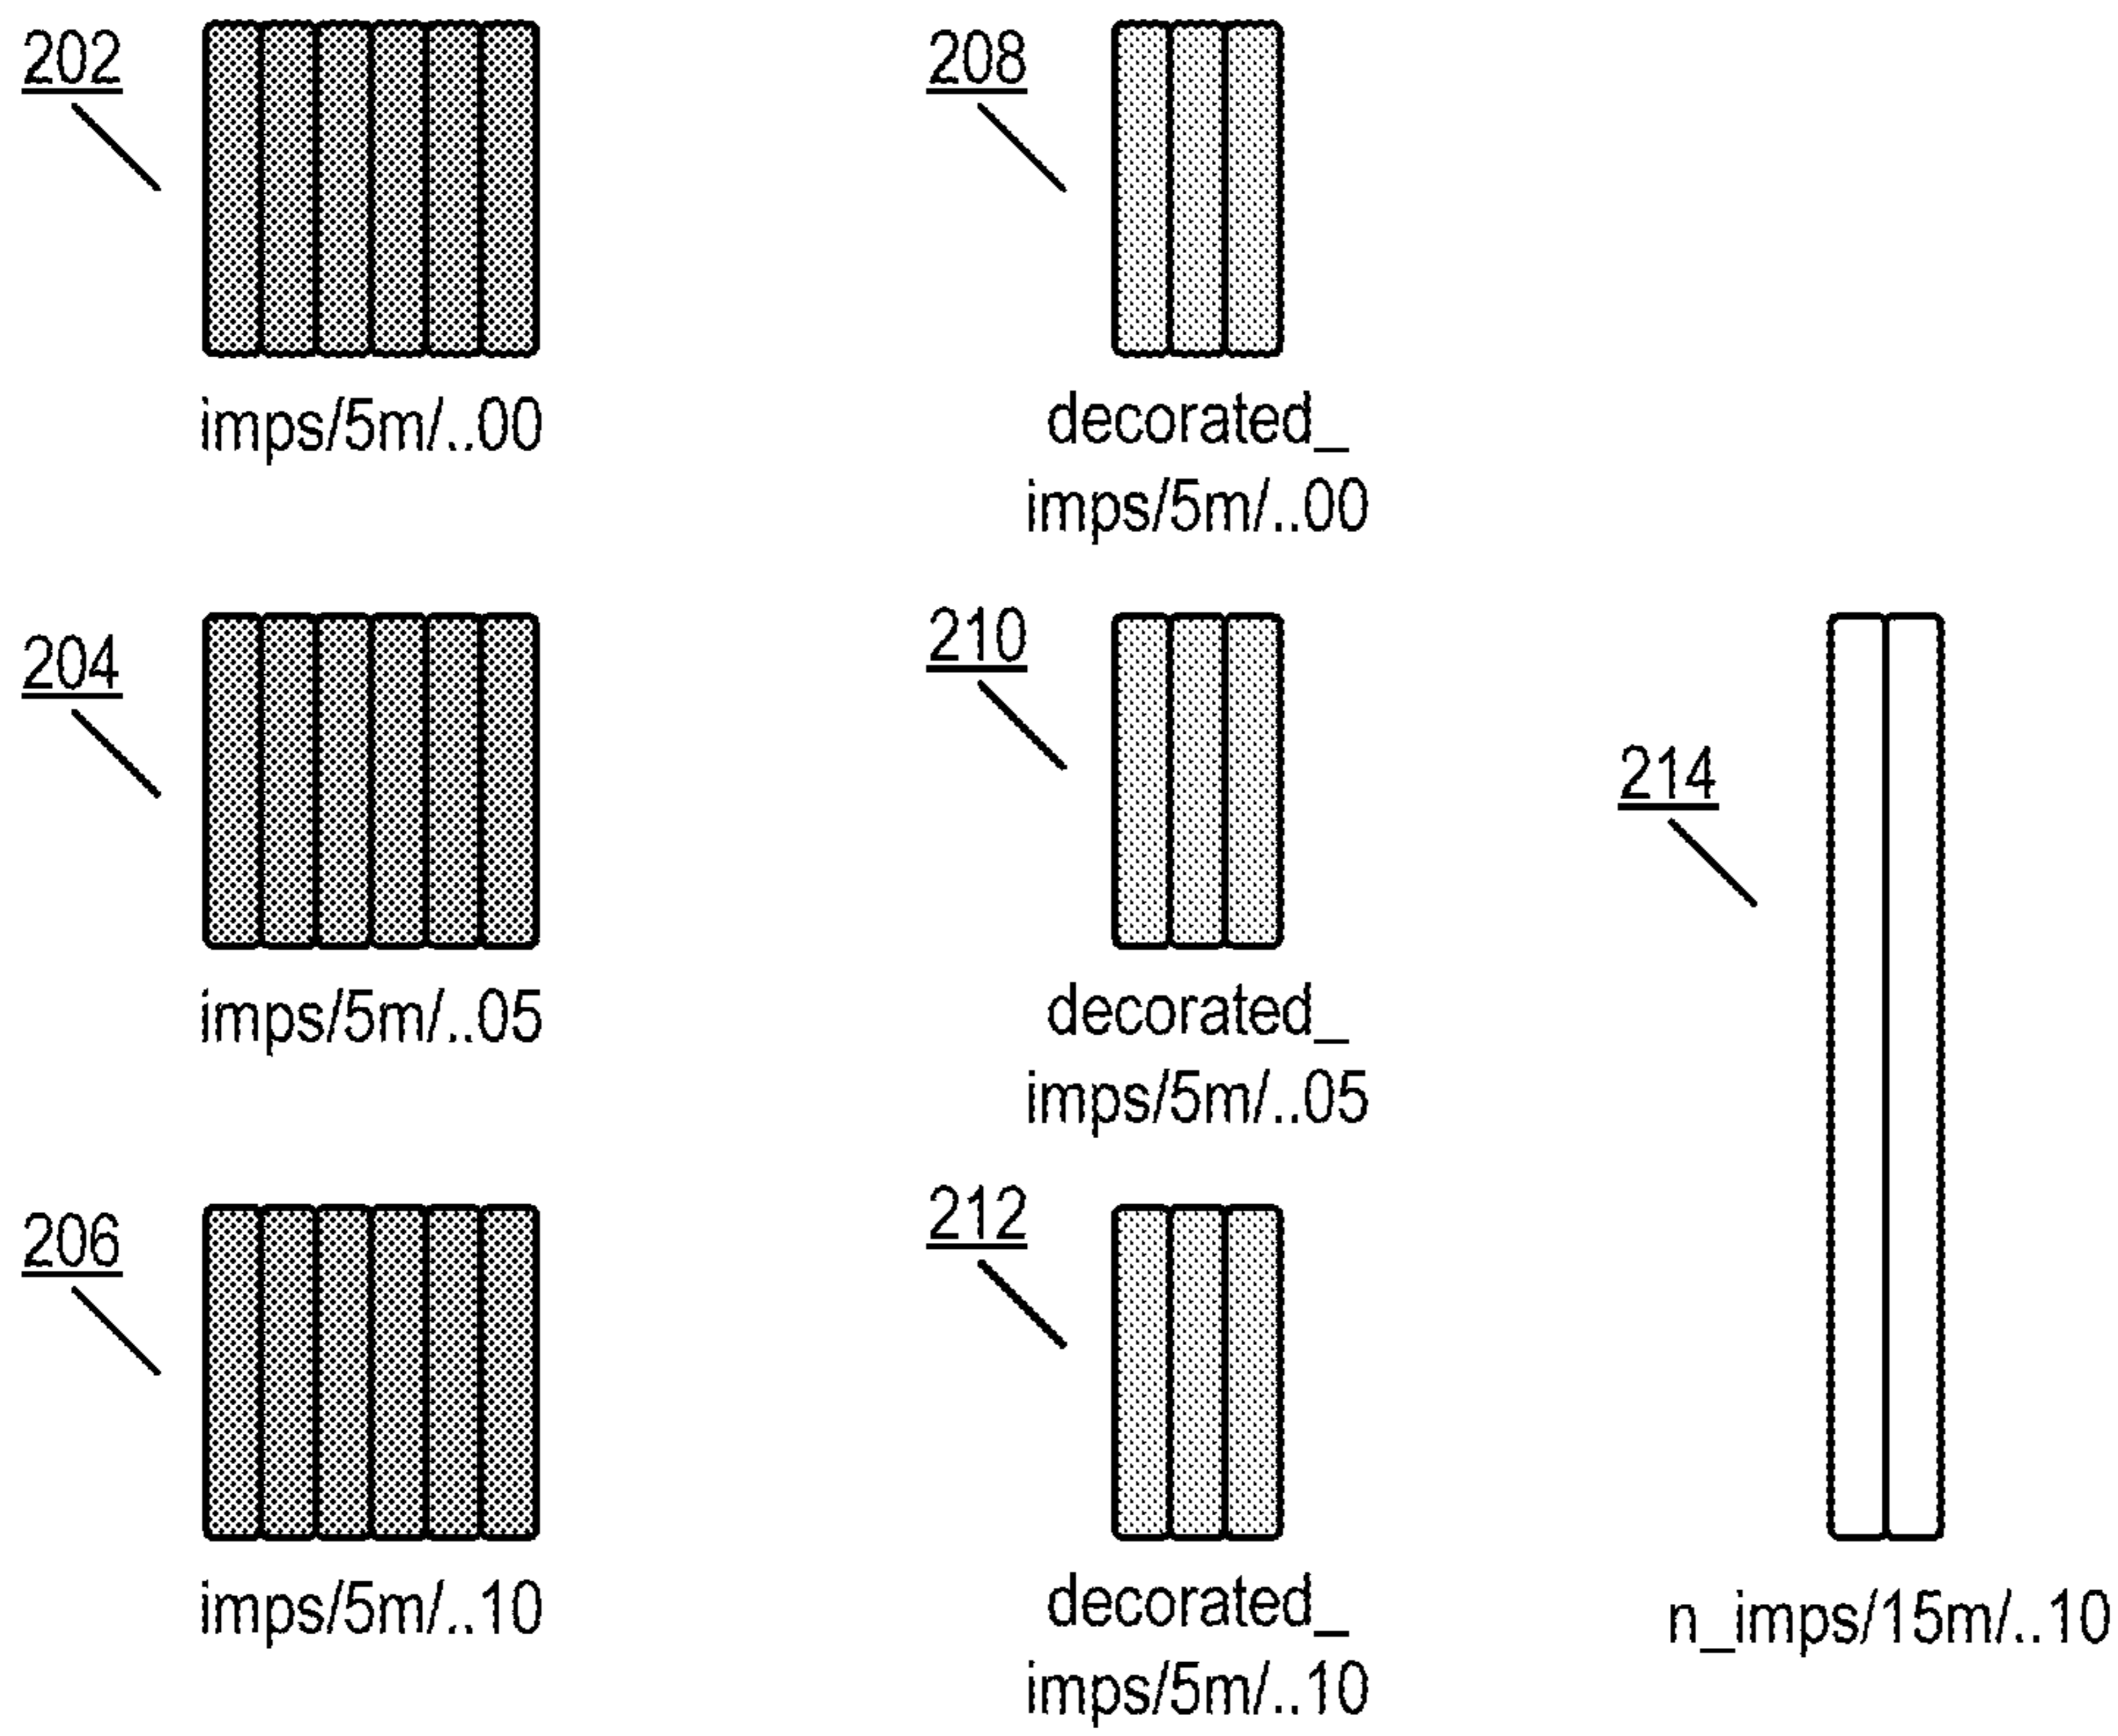 202
imps/5m/..00
208
decorated_
imps/5m/..00
204
imps/5m/..05
210
decorated_
imps/5m/..05
214
206
imps/5m/..10
212
decorated_
imps/5m/..10
n_imps/15m/..10